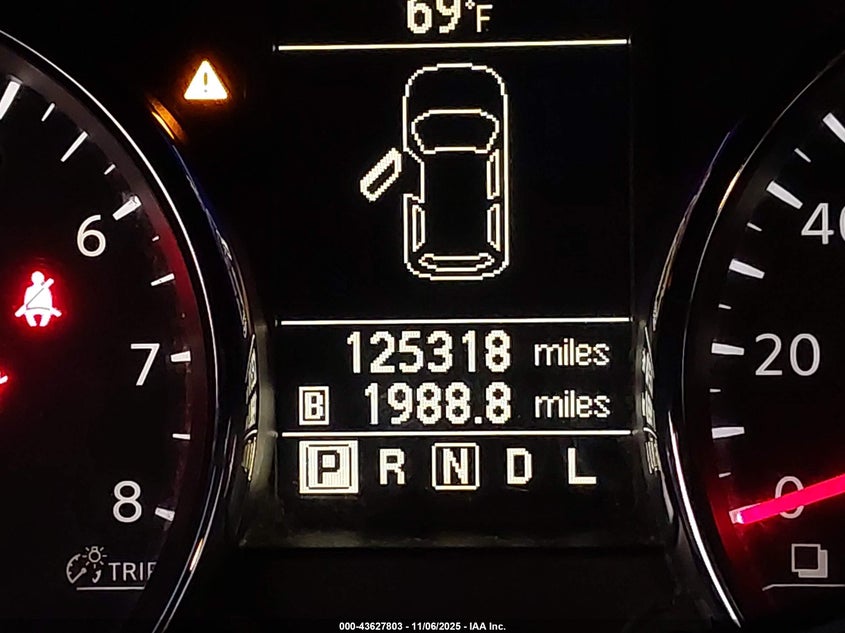 69°F
6
7
8
TRIP
125318 miles
B 1988.8 miles
P R N D L
40
20
0
000-43627803 - 11/06/2025 - IAA Inc.